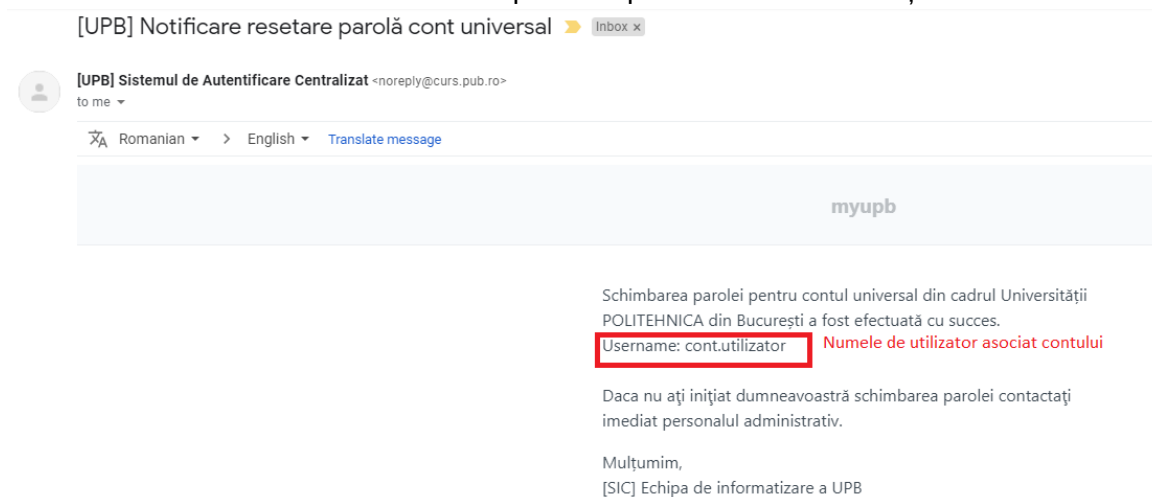 [UPB] Notificare resetare parolă cont universal Inbox x
[UPB] Sistemul de Autentificare Centralizat <noreply@curs.pub.ro>
to me
Romanian > English Translate message
myupb
Schimbarea parolei pentru contul universal din cadrul Universității
POLITEHNICA din București a fost efectuată cu succes.
Username: cont.utilizator Numele de utilizator asociat contului
Daca nu aţi iniţiat dumneavoastră schimbarea parolei contactaţi
imediat personalul administrativ.
Mulțumim,
[SIC] Echipa de informatizare a UPB